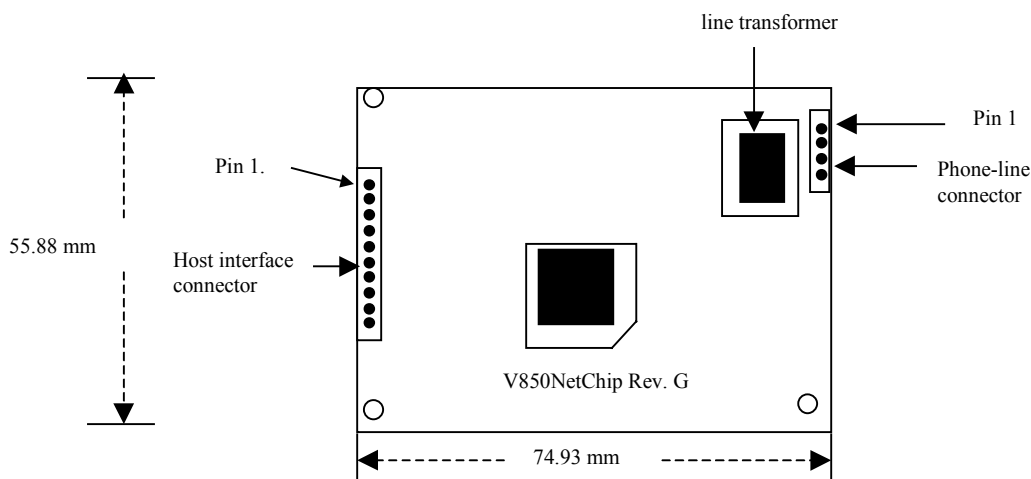 line transformer
Pin 1
Pin 1.
Phone-line
connector
55.88 mm
Host interface
connector
V850NetChip Rev. G
74.93 mm